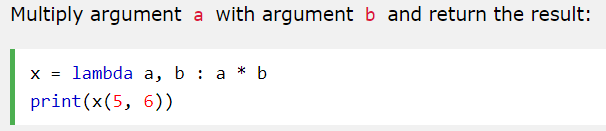 Multiply argument a with argument b and return the result:
x = lambda a, b : a * b
print(x(5, 6))